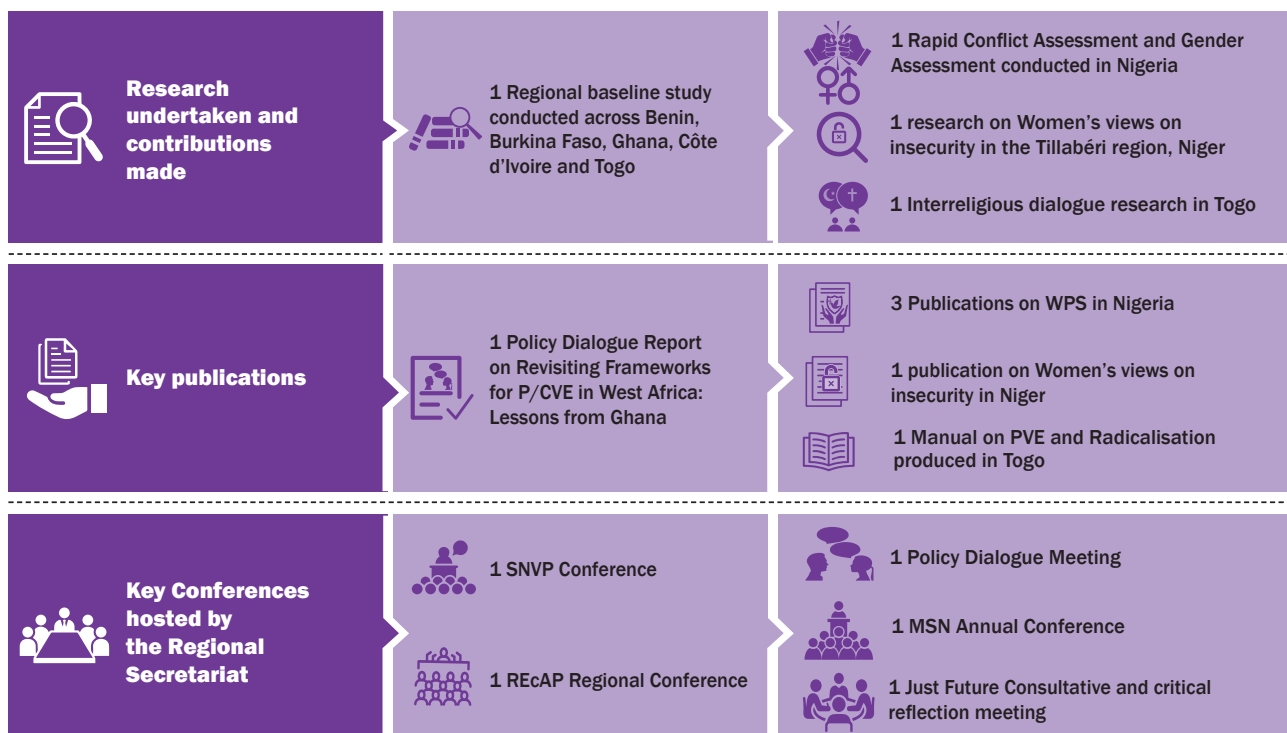 Research
undertaken and
contributions
made
1 Regional baseline study
conducted across Benin,
Burkina Faso, Ghana, Côte
d'Ivoire and Togo
1 Rapid Conflict Assessment and Gender
Assessment conducted in Nigeria
1 research on Women's views on
insecurity in the Tillabéri region, Niger
1 Interreligious dialogue research in Togo
Key publications
1 Policy Dialogue Report
on Revisiting Frameworks
for P/CVE in West Africa:
Lessons from Ghana
3 Publications on WPS in Nigeria
1 publication on Women's views on
insecurity in Niger
1 Manual on PVE and Radicalisation
produced in Togo
Key Conferences
hosted by
the Regional
Secretariat
1 SNVP Conference
1 REcAP Regional Conference
1 Policy Dialogue Meeting
1 MSN Annual Conference
1 Just Future Consultative and critical
reflection meeting